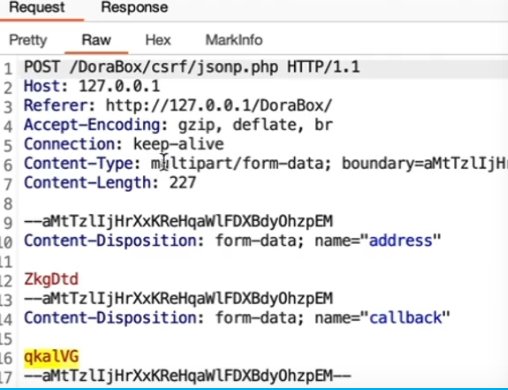 Request Response
Pretty Raw Hex MarkInfo
1 POST /DoraBox/csrf/jsonp.php HTTP/1.1
2 Host: 127.0.0.1
3 Referer: http://127.0.0.1/DoraBox/
4 Accept-Encoding: gzip, deflate, br
5 Connection: keep-alive
6 Content-Type: multipart/form-data; boundary=aMtTzlIjHr
7 Content-Length: 227
8
9 --aMtTzlIjHrXxKReHqaWlFDXBdyOhzpEM
10 Content-Disposition: form-data; name="address"
11
12 ZkgDtd
13 --aMtTzlIjHrXxKReHqaWlFDXBdyOhzpEM
14 Content-Disposition: form-data; name="callback"
15
16 qkalVG
17 --aMtTzlIjHrXxKReHqaWlFDXBdyOhzpEM--